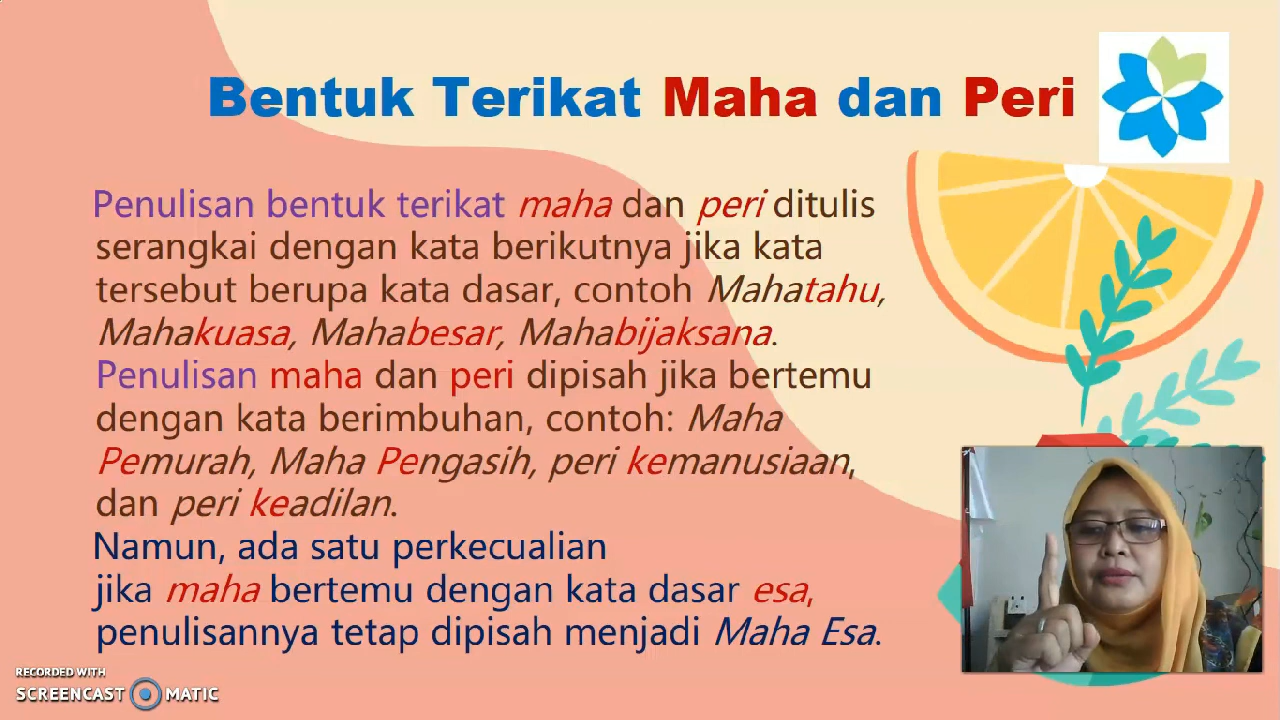 Bentuk Terikat Maha dan Peri
Penulisan bentuk terikat maha dan peri ditulis
serangkai dengan kata berikutnya jika kata
tersebut berupa kata dasar, contoh Mahatahu,
Mahakuasa, Mahabesar, Mahabijaksana.
Penulisan maha dan peri dipisah jika bertemu
dengan kata berimbuhan, contoh: Maha
Pemurah, Maha Pengasih, peri kemanusiaan,
dan peri keadilan.
Namun, ada satu perkecualian
jika maha bertemu dengan kata dasar esa,
penulisannya tetap dipisah menjadi Maha Esa.
RECORDED WITH
SCREENCAST MATIC